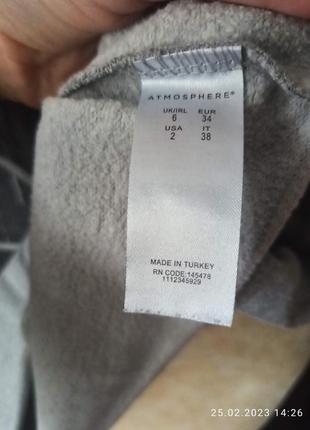 ATMOSPHERE®
UK/IRL EUR
6 34
USA IT
2 38
MADE IN TURKEY
RN CODE:145478
1112345929
25.02.2023 14:26